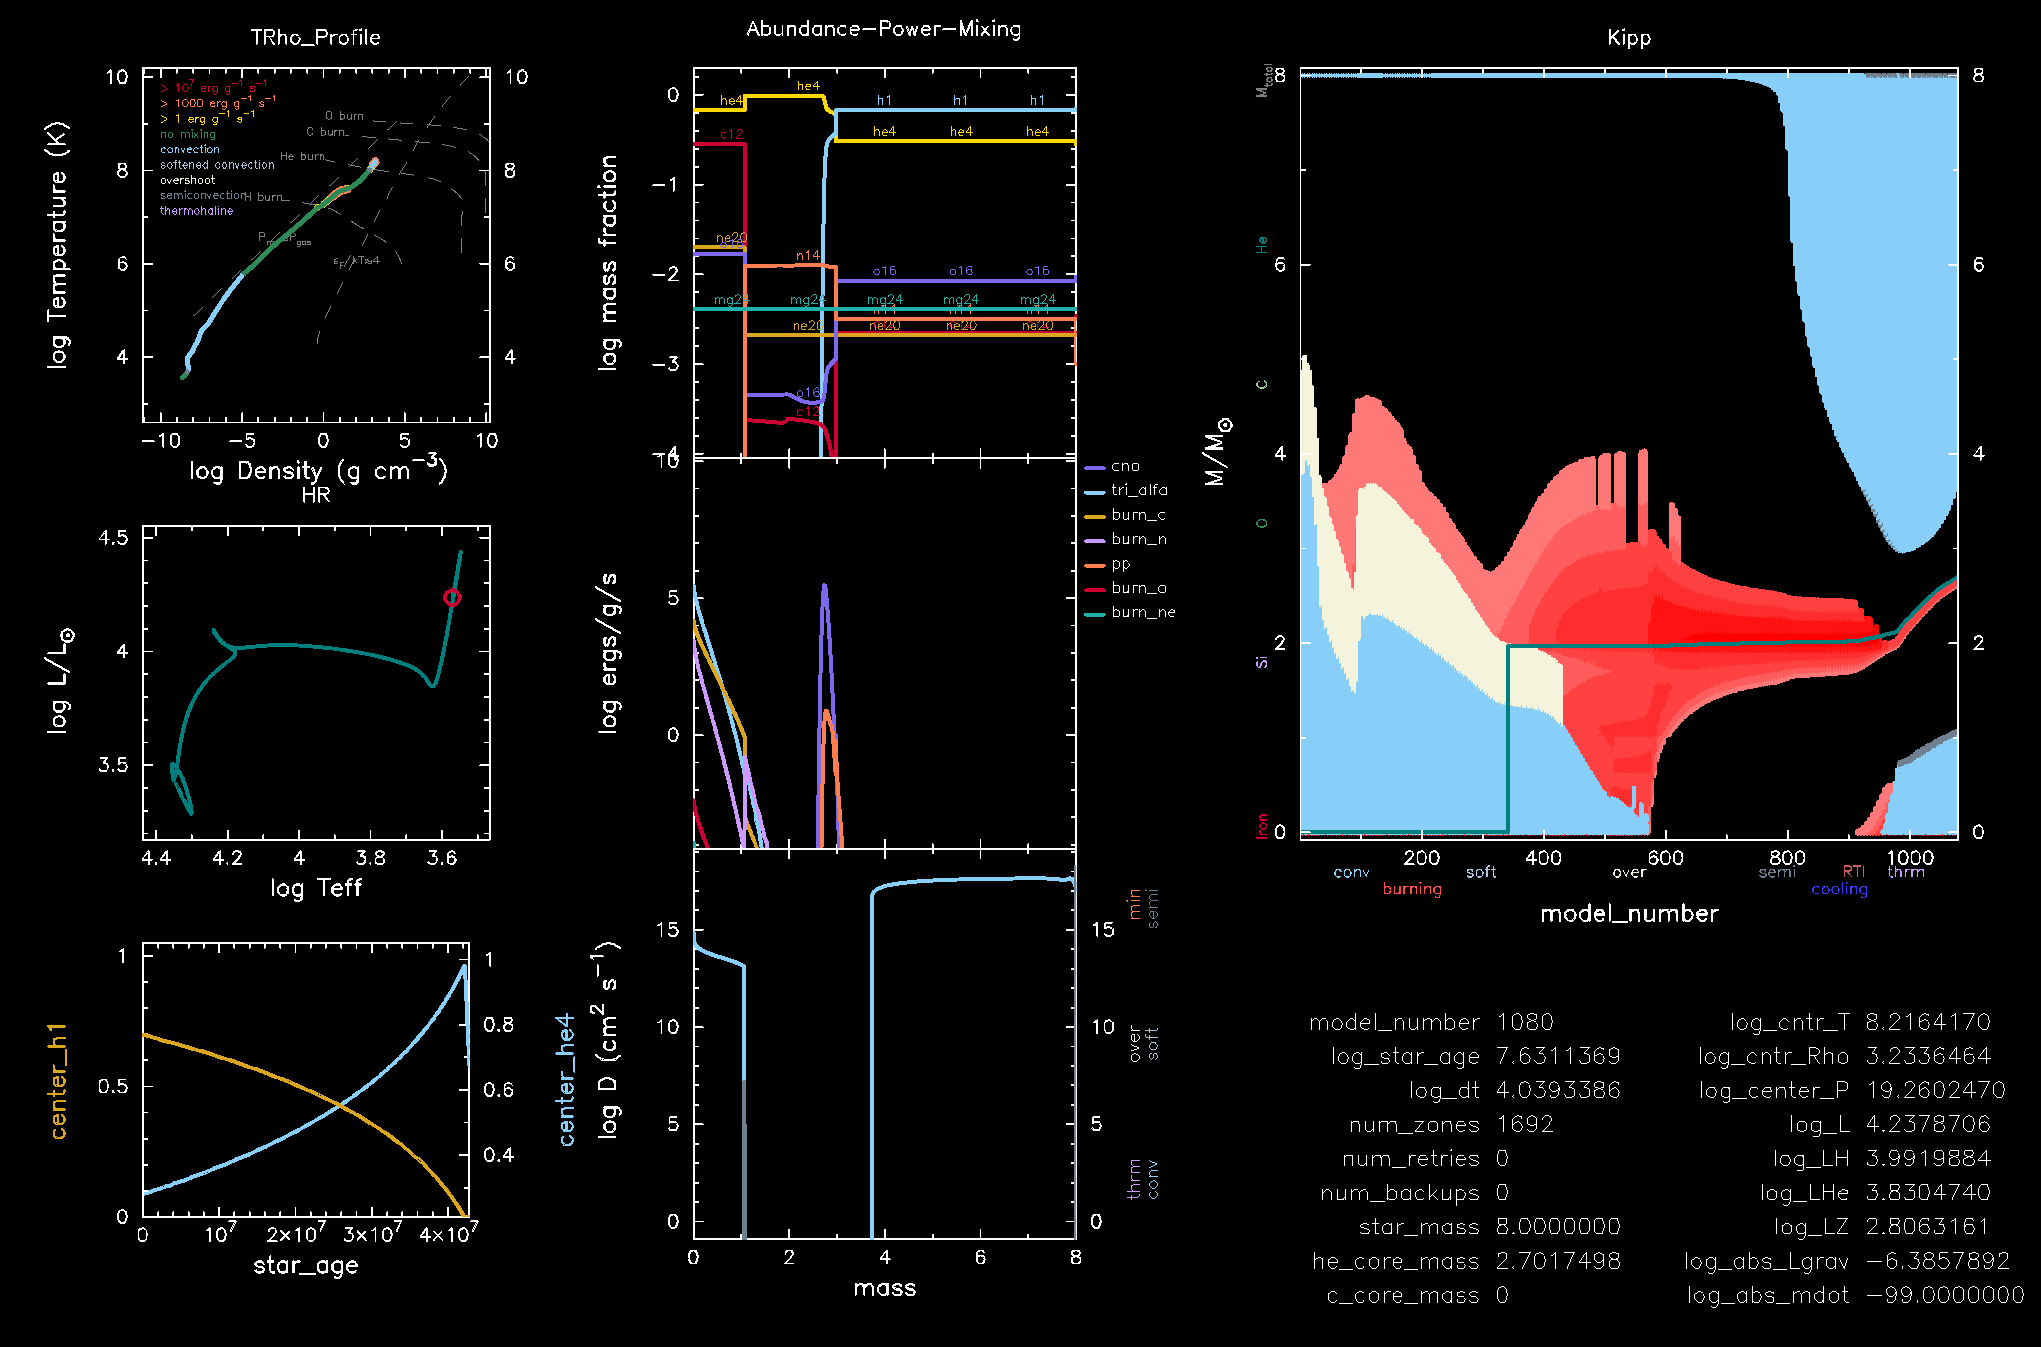 TRho_Profile
10
8
6
4
10
8
6
4
log Temperature (K)
> 10^7 erg g^-1 s^-1
> 1000 erg g^-1 s^-1
> 1 erg g^-1 s^-1
no mixing
convection
softened convection
overshoot
semiconvection
thermohaline
O burn
C burn
He burn
H burn
ε_F/kT≈4
−10 −5 0 5 10
log Density (g cm^-3)
HR
4.5
4
3.5
log L/L⊙
4.4 4.2 4 3.8 3.6
log Teff
1
0.5
0
center_h1
1
0.8
0.6
0.4
center_he4
0 10^7 2×10^7 3×10^7 4×10^7
star_age
Abundance−Power−Mixing
0
−1
−2
−3
−4
log mass fraction
he4 he4 h1 h1 h1
he4 he4 he4
c12
ne20
n14 o16 o16 o16
mg24 mg24 mg24 mg24 mg24
ne20 ne20 ne20 ne20
o16
c12
10
5
0
log ergs/g/s
cno
tri_alfa
burn_c
burn_n
pp
burn_o
burn_ne
15
10
5
0
log D (cm^2 s^-1)
15
10
5
0
min
semi
over
soft
thrm
conv
0 2 4 6 8
mass
Kipp
8
6
4
2
0
8
6
4
2
0
M_total
He
C
O
Si
Iron
M/M⊙
200 400 600 800 1000
conv soft over semi RTI thrm
burning cooling
model_number
model_number 1080 log_cntr_T 8.2164170
log_star_age 7.6311369 log_cntr_Rho 3.2336464
log_dt 4.0393386 log_center_P 19.2602470
num_zones 1692 log_L 4.2378706
num_retries 0 log_LH 3.9919884
num_backups 0 log_LHe 3.8304740
star_mass 8.0000000 log_LZ 2.8063161
he_core_mass 2.7017498 log_abs_Lgrav −6.3857892
c_core_mass 0 log_abs_mdot −99.0000000